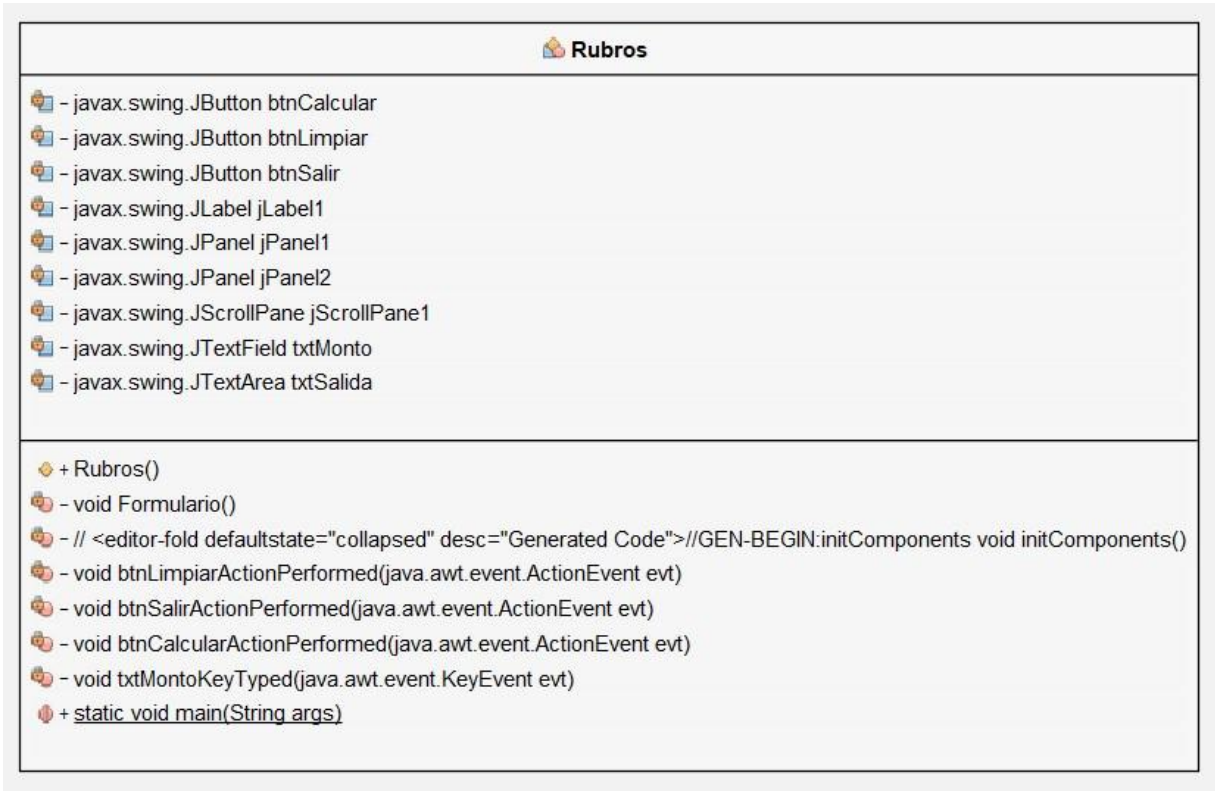 Rubros
– javax.swing.JButton btnCalcular
– javax.swing.JButton btnLimpiar
– javax.swing.JButton btnSalir
– javax.swing.JLabel jLabel1
– javax.swing.JPanel jPanel1
– javax.swing.JPanel jPanel2
– javax.swing.JScrollPane jScrollPane1
– javax.swing.JTextField txtMonto
– javax.swing.JTextArea txtSalida
+ Rubros()
– void Formulario()
– // <editor-fold defaultstate="collapsed" desc="Generated Code">//GEN-BEGIN:initComponents void initComponents()
– void btnLimpiarActionPerformed(java.awt.event.ActionEvent evt)
– void btnSalirActionPerformed(java.awt.event.ActionEvent evt)
– void btnCalcularActionPerformed(java.awt.event.ActionEvent evt)
– void txtMontoKeyTyped(java.awt.event.KeyEvent evt)
+ static void main(String args)